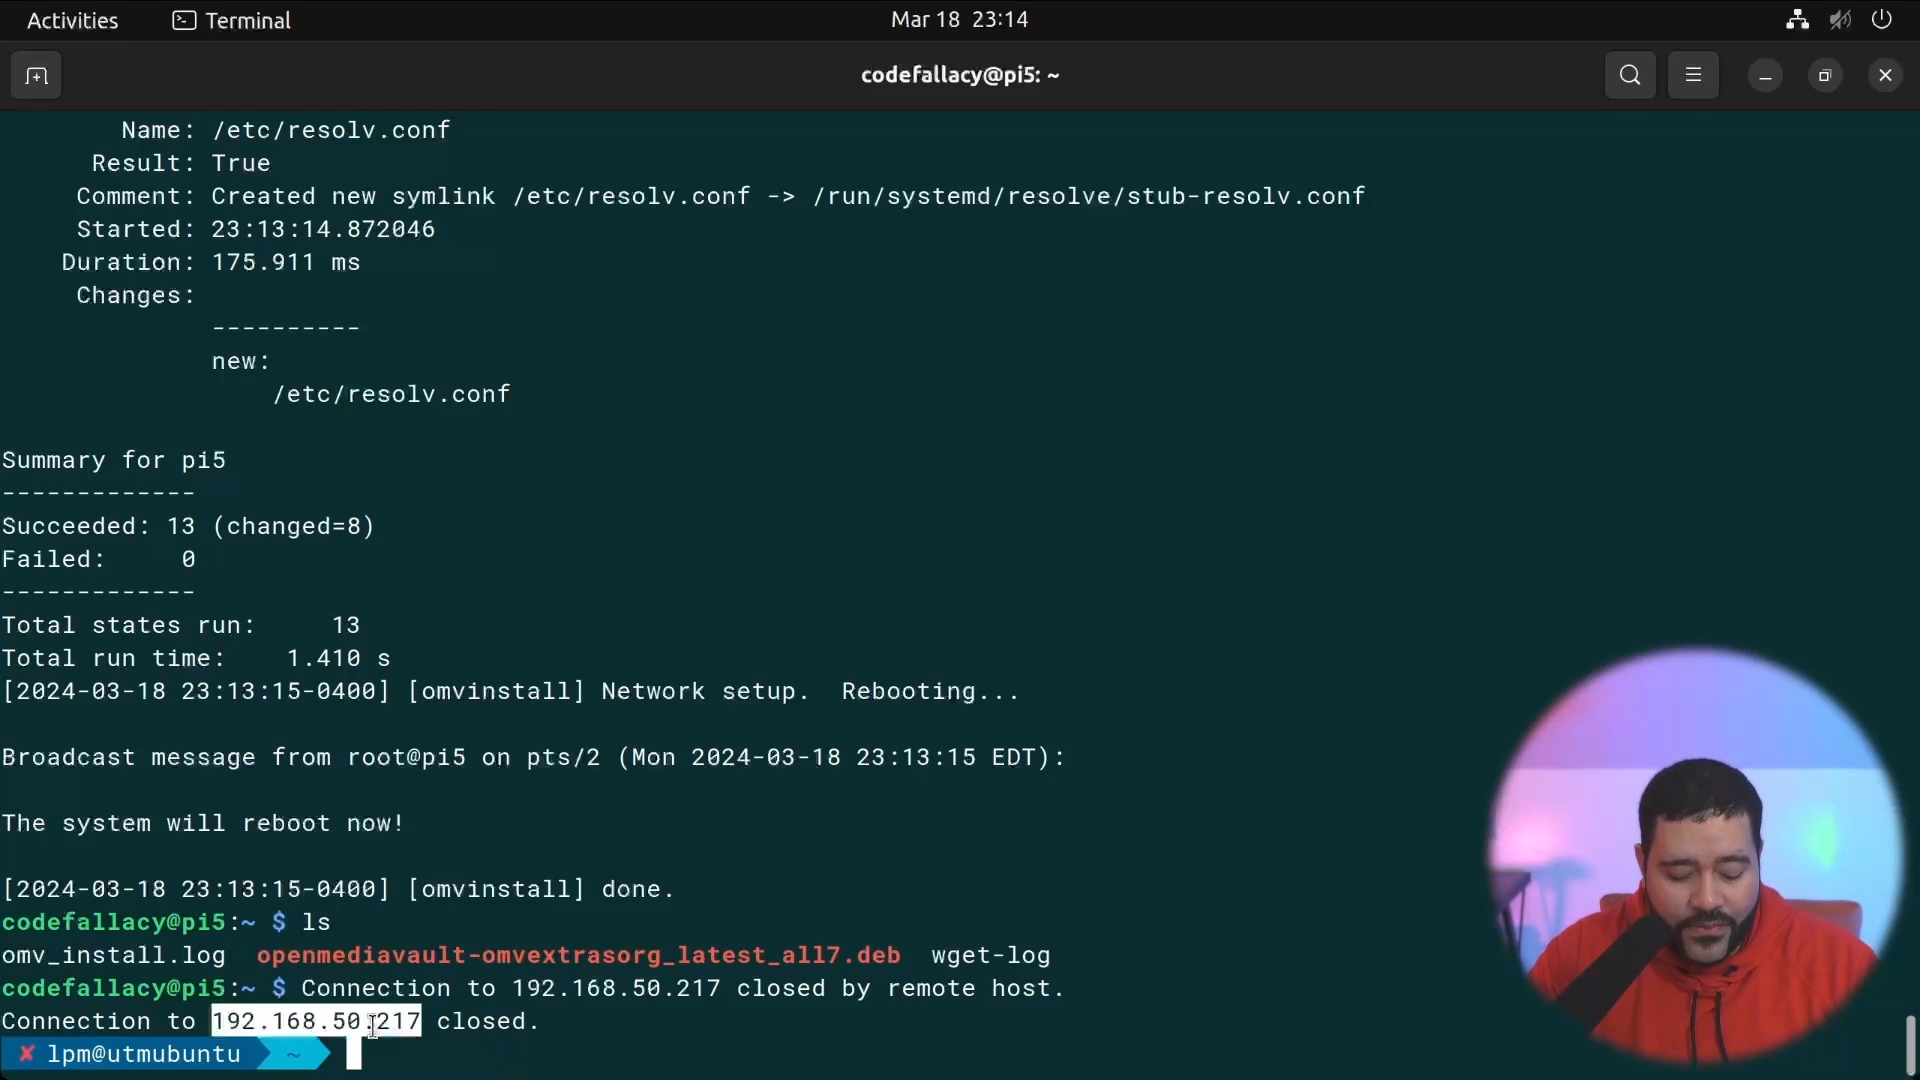 Activities Terminal Mar 18 23:14
codefallacy@pi5: ~
Name: /etc/resolv.conf
Result: True
Comment: Created new symlink /etc/resolv.conf -> /run/systemd/resolve/stub-resolv.conf
Started: 23:13:14.872046
Duration: 175.911 ms
Changes:
----------
new:
/etc/resolv.conf
Summary for pi5
-------------
Succeeded: 13 (changed=8)
Failed: 0
-------------
Total states run: 13
Total run time: 1.410 s
[2024-03-18 23:13:15-0400] [omvinstall] Network setup. Rebooting...
Broadcast message from root@pi5 on pts/2 (Mon 2024-03-18 23:13:15 EDT):
The system will reboot now!
[2024-03-18 23:13:15-0400] [omvinstall] done.
codefallacy@pi5:~ $ ls
omv_install.log openmediavault-omvextrasorg_latest_all7.deb wget-log
codefallacy@pi5:~ $ Connection to 192.168.50.217 closed by remote host.
Connection to 192.168.50.217 closed.
✘ lpm@utmubuntu ~